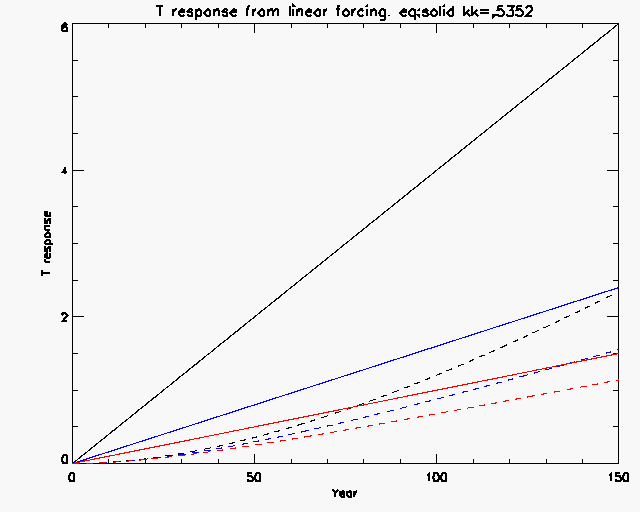 T response from linear forcing. eq;solid kk=,5352
6
4
2
0
T response
0
50
100
150
Year